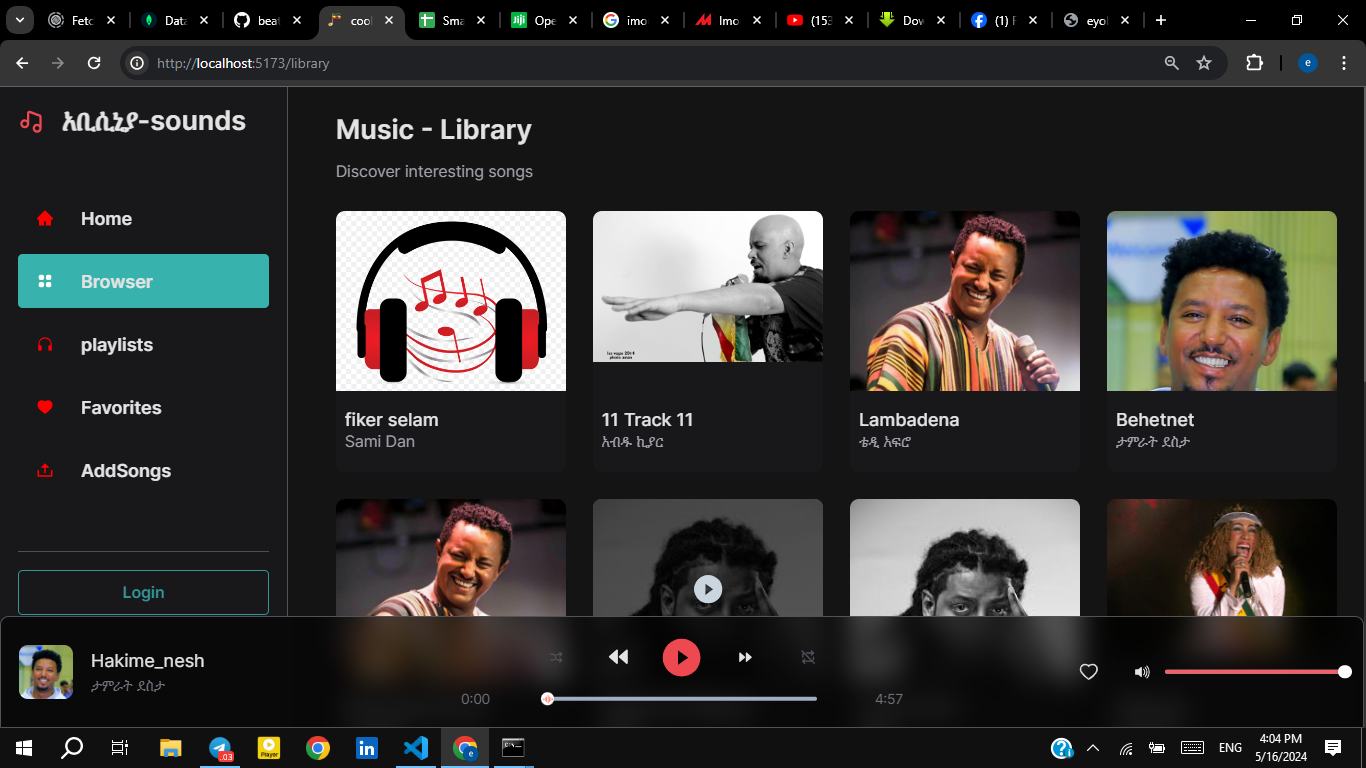 Fetc
Data
beat
cool
Sma
Ope
imo
Imo
(153
Dow
(1) F
eyol
http://localhost:5173/library
e
አቢሲኒያ-sounds
Home
Browser
playlists
Favorites
AddSongs
Login
Music - Library
Discover interesting songs
las vegas 2014
fiker selam
Sami Dan
11 Track 11
አብዱ ኪያር
Lambadena
ቴዲ አፍሮ
Behetnet
ታምራት ደስታ
Hakime_nesh
ታምራት ደስታ
0:00
4:57
.03
Player
ENG
4:04 PM
5/16/2024